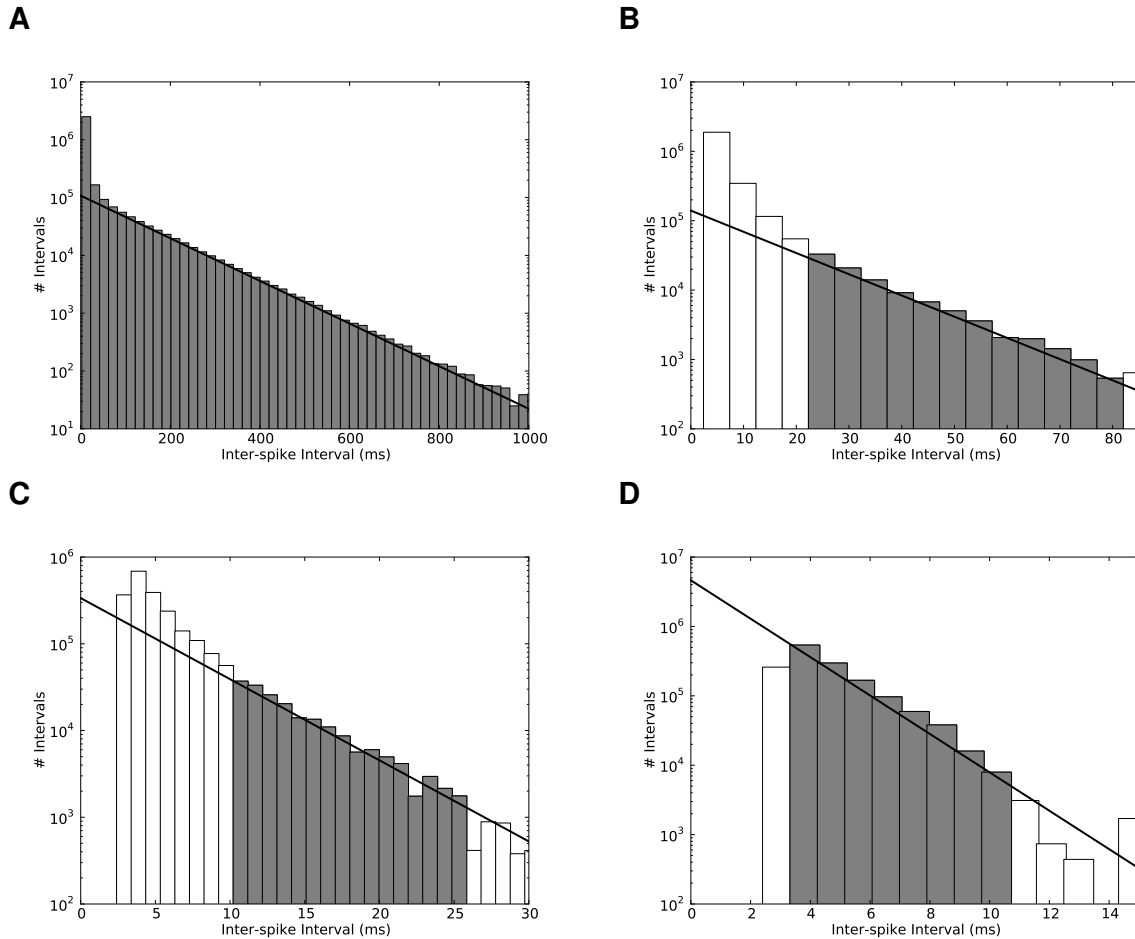 A
B
10^7
10^6
10^5
10^4
10^3
10^2
10^1
# Intervals
0 200 400 600 800 1000
Inter-spike Interval (ms)
10^7
10^6
10^5
10^4
10^3
10^2
# Intervals
0 10 20 30 40 50 60 70 80
Inter-spike Interval (ms)
C
D
10^6
10^5
10^4
10^3
10^2
# Intervals
0 5 10 15 20 25 30
Inter-spike Interval (ms)
10^7
10^6
10^5
10^4
10^3
10^2
# Intervals
0 2 4 6 8 10 12 14
Inter-spike Interval (ms)